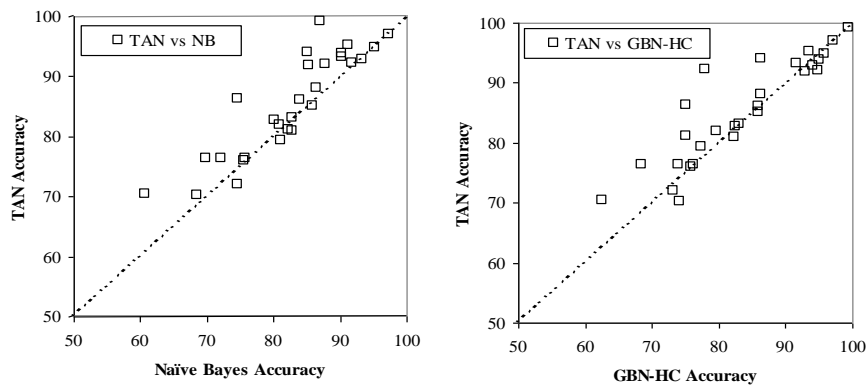 TAN vs NB
TAN Accuracy
100
90
80
70
60
50
50 60 70 80 90 100
Naïve Bayes Accuracy
TAN vs GBN-HC
TAN Accuracy
100
90
80
70
60
50
50 60 70 80 90 100
GBN-HC Accuracy